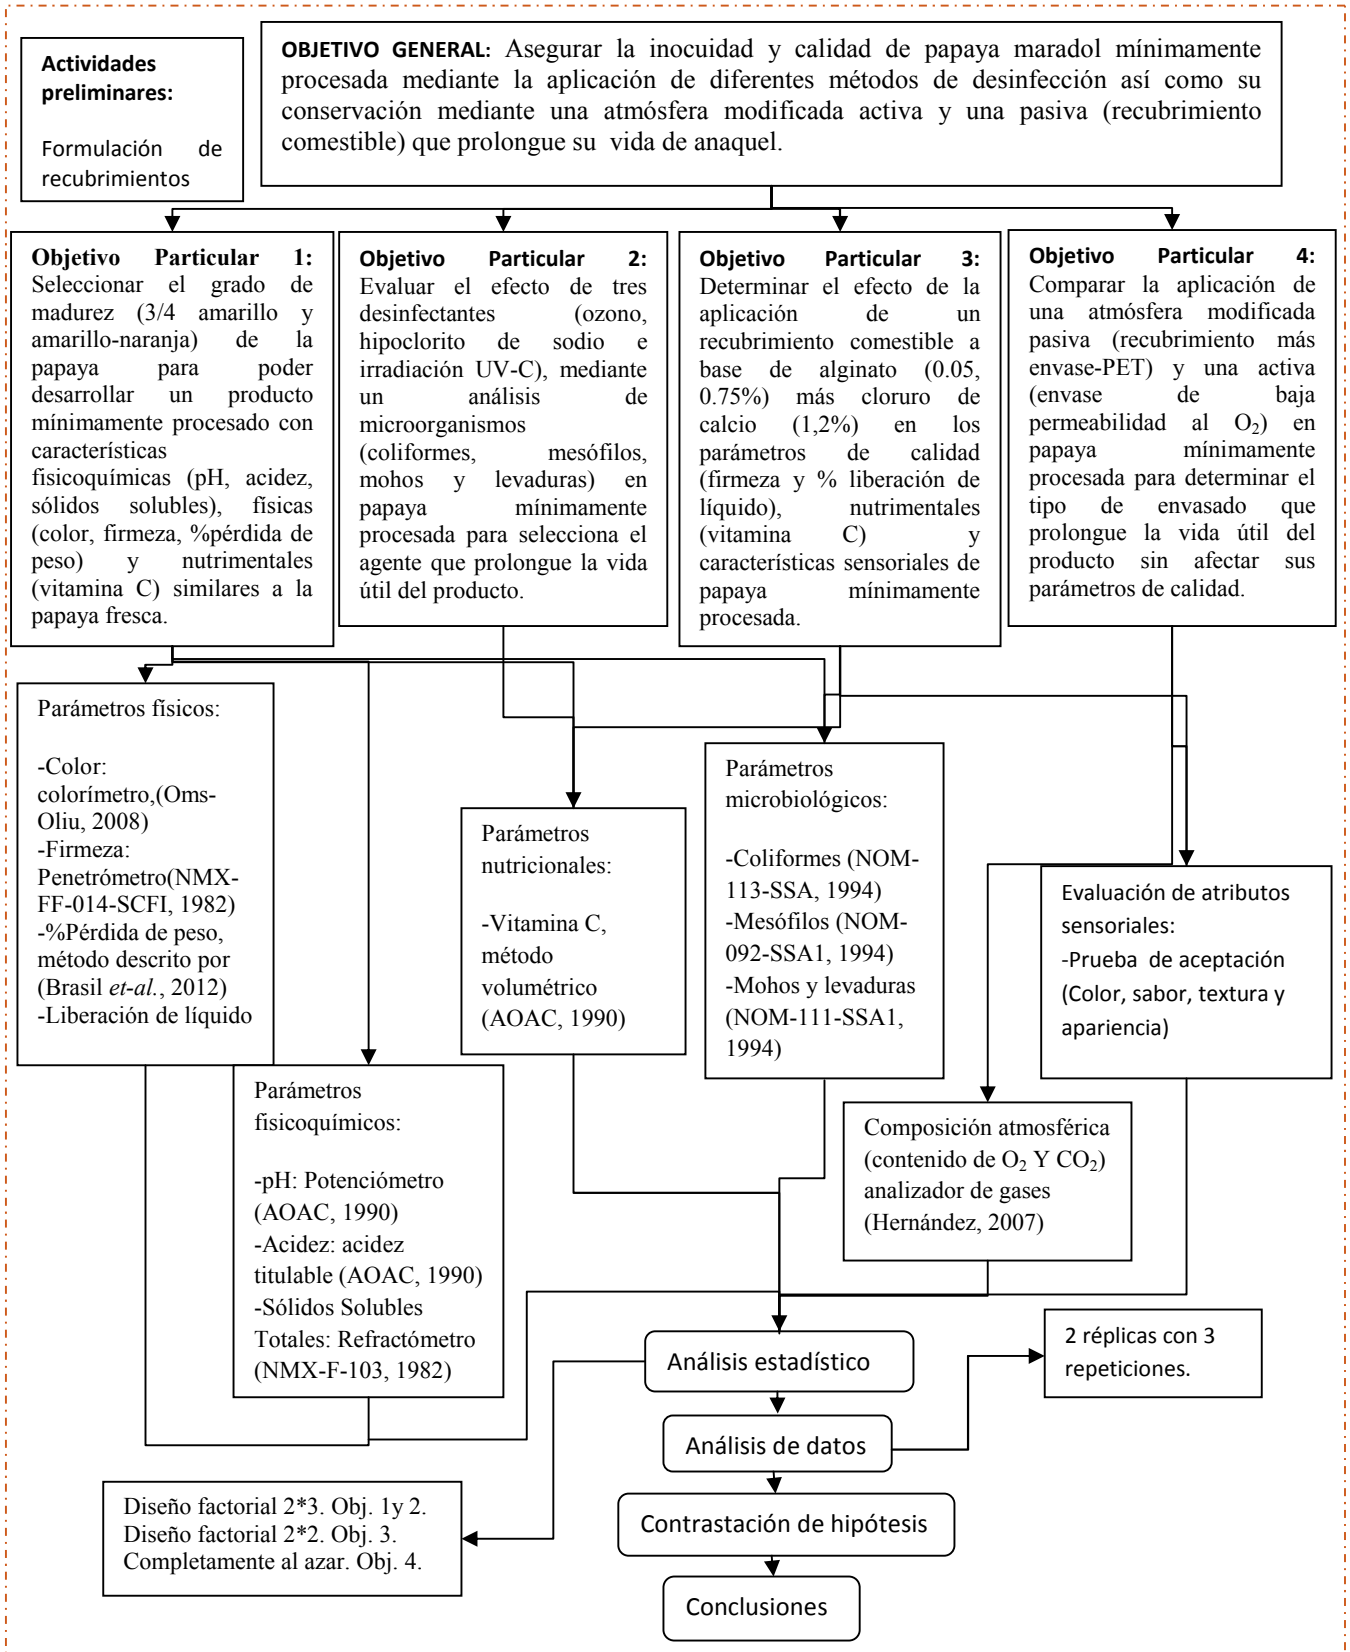 Actividades
preliminares:
Formulación de
recubrimientos
OBJETIVO GENERAL: Asegurar la inocuidad y calidad de papaya maradol mínimamente
procesada mediante la aplicación de diferentes métodos de desinfección así como su
conservación mediante una atmósfera modificada activa y una pasiva (recubrimiento
comestible) que prolongue su vida de anaquel.
Objetivo Particular 1:
Seleccionar el grado de
madurez (3/4 amarillo y
amarillo-naranja) de la
papaya para poder
desarrollar un producto
mínimamente procesado con
características
fisicoquímicas (pH, acidez,
sólidos solubles), físicas
(color, firmeza, %pérdida de
peso) y nutrimentales
(vitamina C) similares a la
papaya fresca.
Objetivo Particular 2:
Evaluar el efecto de tres
desinfectantes (ozono,
hipoclorito de sodio e
irradiación UV-C), mediante
un análisis de
microorganismos
(coliformes, mesófilos,
mohos y levaduras) en
papaya mínimamente
procesada para selecciona el
agente que prolongue la vida
útil del producto.
Objetivo Particular 3:
Determinar el efecto de la
aplicación de un
recubrimiento comestible a
base de alginato (0.05,
0.75%) más cloruro de
calcio (1,2%) en los
parámetros de calidad
(firmeza y % liberación de
líquido), nutrimentales
(vitamina C) y
características sensoriales de
papaya mínimamente
procesada.
Objetivo Particular 4:
Comparar la aplicación de
una atmósfera modificada
pasiva (recubrimiento más
envase-PET) y una activa
(envase de baja
permeabilidad al O2) en
papaya mínimamente
procesada para determinar el
tipo de envasado que
prolongue la vida útil del
producto sin afectar sus
parámetros de calidad.
Parámetros físicos:
-Color:
colorímetro,(Oms-
Oliu, 2008)
-Firmeza:
Penetrómetro(NMX-
FF-014-SCFI, 1982)
-%Pérdida de peso,
método descrito por
(Brasil et-al., 2012)
-Liberación de líquido
Parámetros
fisicoquímicos:
-pH: Potenciómetro
(AOAC, 1990)
-Acidez: acidez
titulable (AOAC, 1990)
-Sólidos Solubles
Totales: Refractómetro
(NMX-F-103, 1982)
Parámetros
nutricionales:
-Vitamina C,
método
volumétrico
(AOAC, 1990)
Parámetros
microbiológicos:
-Coliformes (NOM-
113-SSA, 1994)
-Mesófilos (NOM-
092-SSA1, 1994)
-Mohos y levaduras
(NOM-111-SSA1,
1994)
Evaluación de atributos
sensoriales:
-Prueba de aceptación
(Color, sabor, textura y
apariencia)
Composición atmosférica
(contenido de O2 Y CO2)
analizador de gases
(Hernández, 2007)
Análisis estadístico
2 réplicas con 3
repeticiones.
Análisis de datos
Diseño factorial 2*3. Obj. 1y 2.
Diseño factorial 2*2. Obj. 3.
Completamente al azar. Obj. 4.
Contrastación de hipótesis
Conclusiones